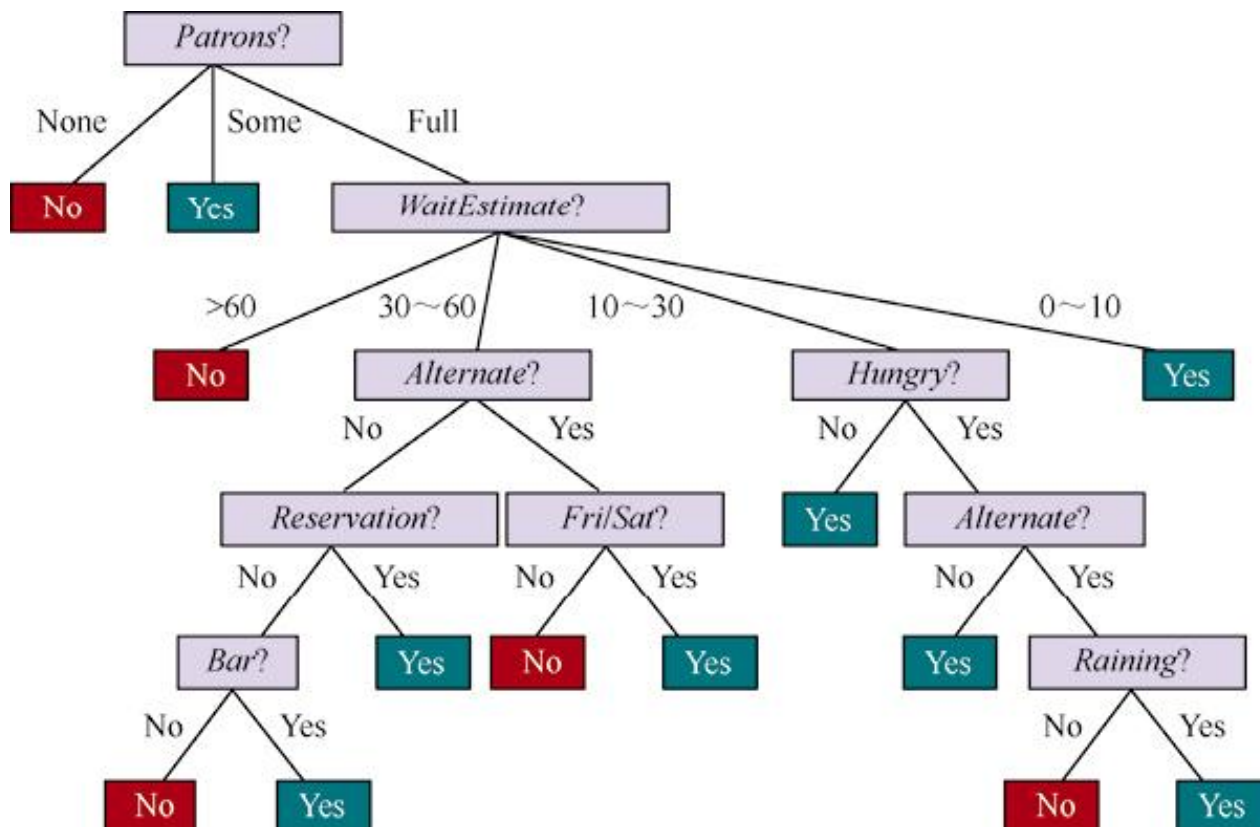 Patrons?
None Some Full
No Yes WaitEstimate?
>60 30～60 10～30 0～10
No Alternate? Hungry? Yes
No Yes No Yes
Reservation? Fri/Sat? Yes Alternate?
No Yes No Yes No Yes
Bar? Yes No Yes Yes Raining?
No Yes No Yes
No Yes No Yes